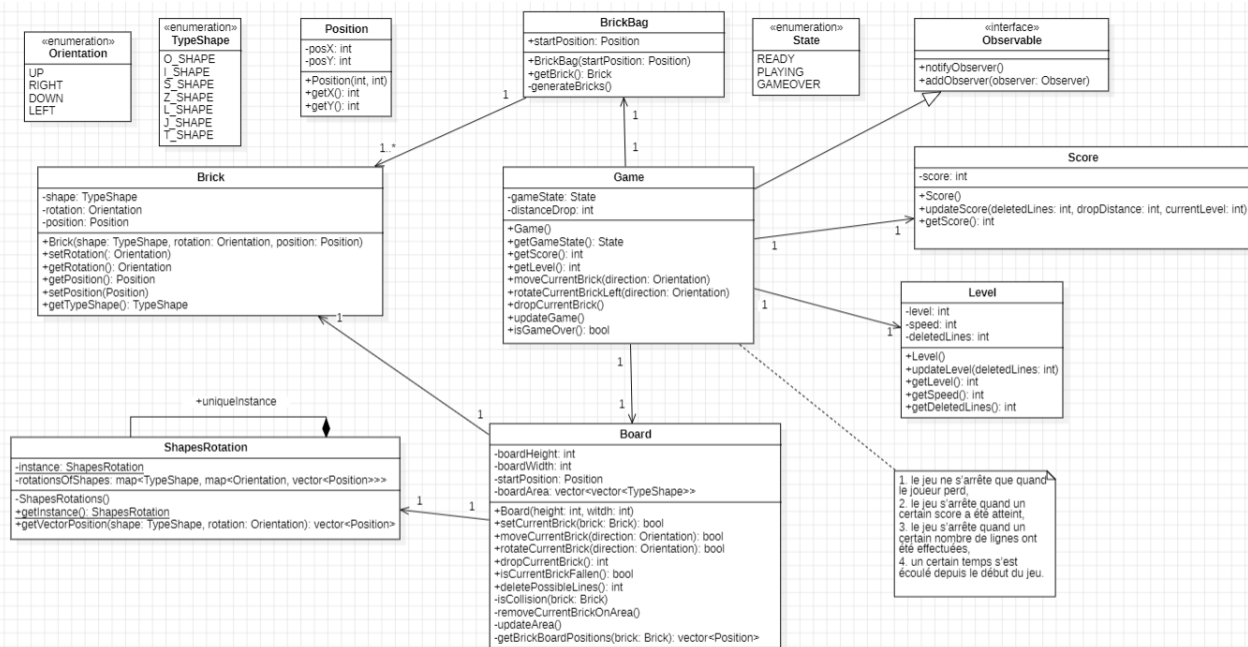 «enumeration»
Orientation
UP
RIGHT
DOWN
LEFT
«enumeration»
TypeShape
O_SHAPE
I_SHAPE
S_SHAPE
Z_SHAPE
L_SHAPE
J_SHAPE
T_SHAPE
Position
-posX: int
-posY: int
+Position(int, int)
+getX(): int
+getY(): int
BrickBag
+startPosition: Position
+BrickBag(startPosition: Position)
+getBrick(): Brick
-generateBricks()
«enumeration»
State
READY
PLAYING
GAMEOVER
«interface»
Observable
+notifyObserver()
+addObserver(observer: Observer)
1
1..*
1
1
Brick
-shape: TypeShape
-rotation: Orientation
-position: Position
+Brick(shape: TypeShape, rotation: Orientation, position: Position)
+setRotation(: Orientation)
+getRotation(): Orientation
+getPosition(): Position
+setPosition(Position)
+getTypeShape(): TypeShape
Game
-gameState: State
-distanceDrop: int
+Game()
+getGameState(): State
+getScore(): int
+getLevel(): int
+moveCurrentBrick(direction: Orientation)
+rotateCurrentBrickLeft(direction: Orientation)
+dropCurrentBrick()
+updateGame()
+isGameOver(): bool
Score
-score: int
+Score()
+updateScore(deletedLines: int, dropDistance: int, currentLevel: int)
+getScore(): int
1
1
1
1
Level
-level: int
-speed: int
-deletedLines: int
+Level()
+updateLevel(deletedLines: int)
+getLevel(): int
+getSpeed(): int
+getDeletedLines(): int
1
1
1
1
+uniqueInstance
ShapesRotation
-instance: ShapesRotation
-rotationsOfShapes: map<TypeShape, map<Orientation, vector<Position>>>
-ShapesRotations()
+getInstance(): ShapesRotation
+getVectorPosition(shape: TypeShape, rotation: Orientation): vector<Position>
1
1
Board
-boardHeight: int
-boardWidth: int
-startPosition: Position
-boardArea: vector<vector<TypeShape>>
+Board(height: int, witdh: int)
+setCurrentBrick(brick: Brick): bool
+moveCurrentBrick(direction: Orientation): bool
+rotateCurrentBrick(direction: Orientation): bool
+dropCurrentBrick(): int
+isCurrentBrickFallen(): bool
+deletePossibleLines(): int
-isCollision(brick: Brick)
-removeCurrentBrickOnArea()
-updateArea()
-getBrickBoardPositions(brick: Brick): vector<Position>
1. le jeu ne s'arrête que quand
le joueur perd,
2. le jeu s'arrête quand un
certain score a été atteint,
3. le jeu s'arrête quand un
certain nombre de lignes ont
été effectuées,
4. un certain temps s'est
écoulé depuis le début du jeu.